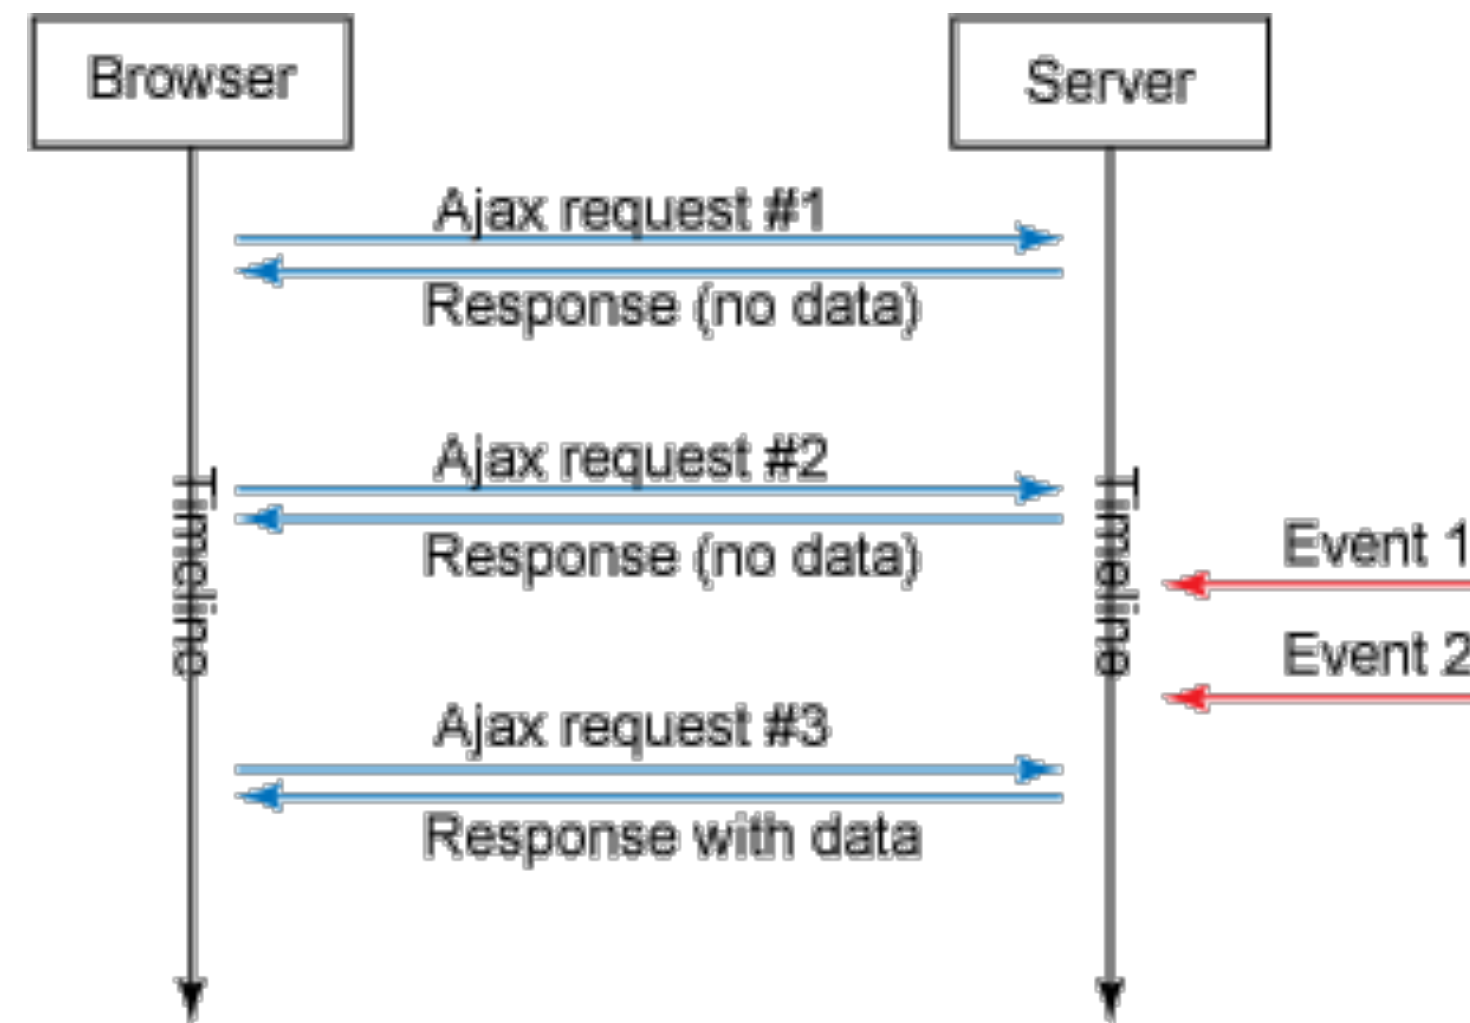 Browser
Server
Ajax request #1
Response (no data)
Ajax request #2
Response (no data)
Timeline
Timeline
Event 1
Event 2
Ajax request #3
Response with data